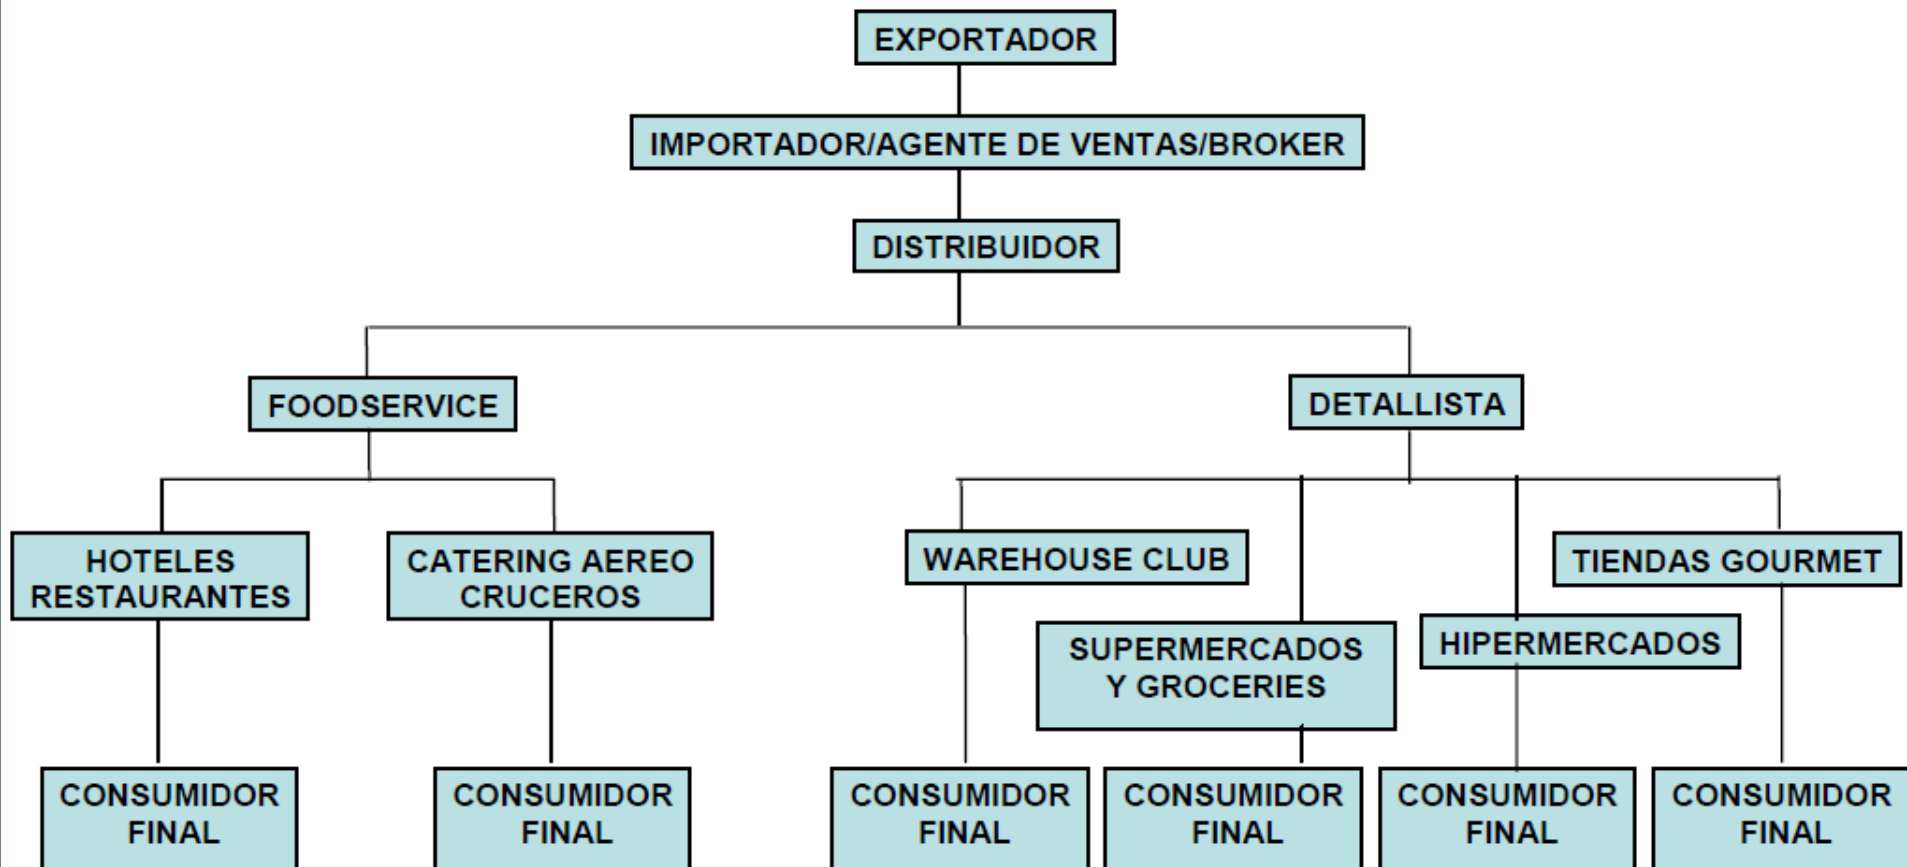 EXPORTADOR
IMPORTADOR/AGENTE DE VENTAS/BROKER
DISTRIBUIDOR
FOODSERVICE
DETALLISTA
HOTELES
RESTAURANTES
CATERING AEREO
CRUCEROS
WAREHOUSE CLUB
TIENDAS GOURMET
SUPERMERCADOS
Y GROCERIES
HIPERMERCADOS
CONSUMIDOR
FINAL
CONSUMIDOR
FINAL
CONSUMIDOR
FINAL
CONSUMIDOR
FINAL
CONSUMIDOR
FINAL
CONSUMIDOR
FINAL